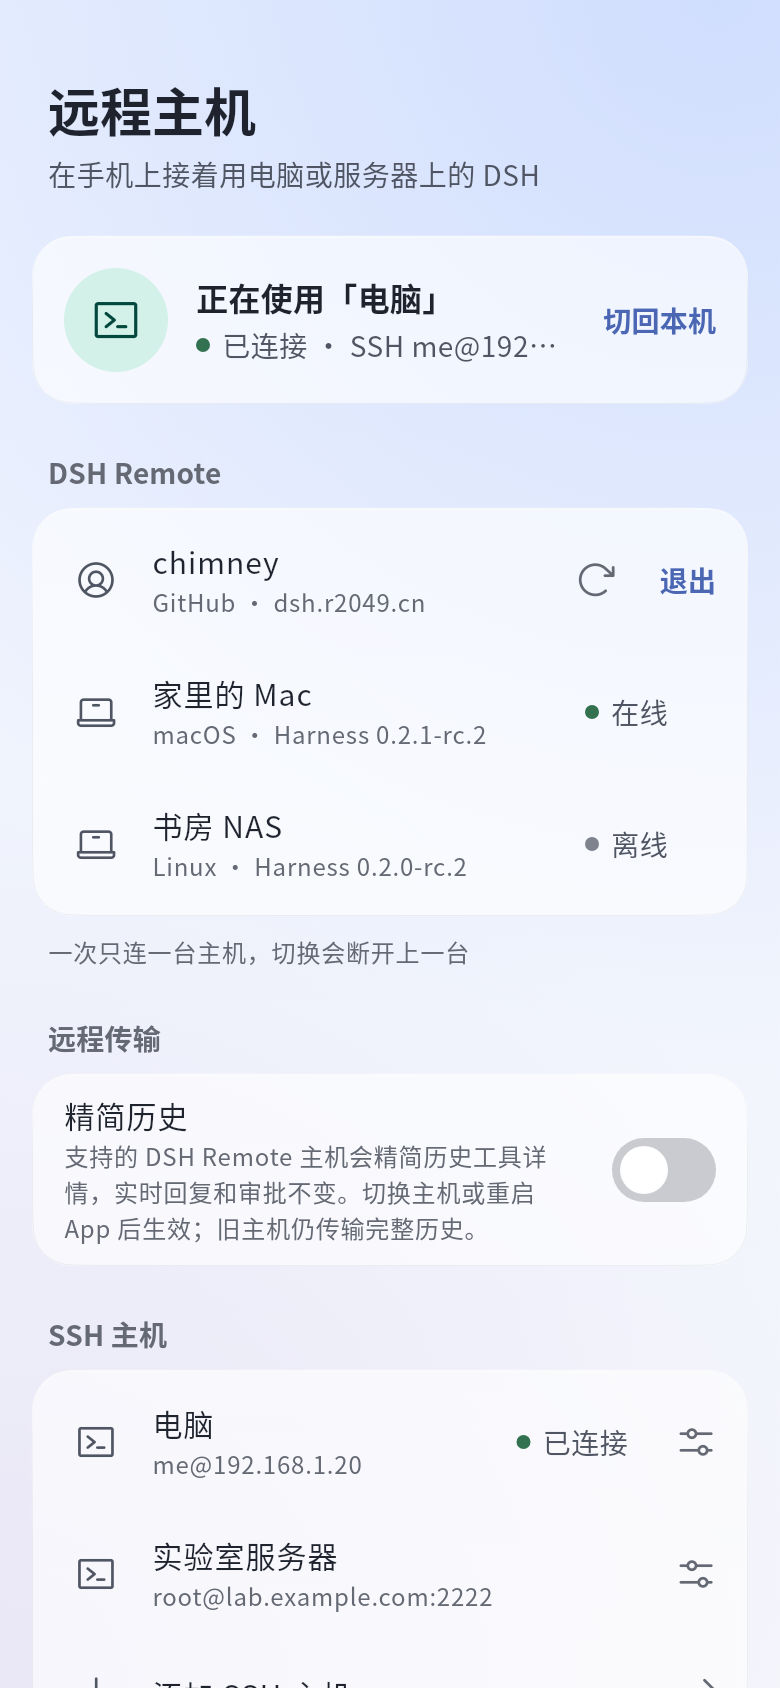 远程主机
在手机上接着用电脑或服务器上的 DSH
正在使用「电脑」
已连接 · SSH me@192…
切回本机
DSH Remote
chimney
GitHub · dsh.r2049.cn
退出
家里的 Mac
macOS · Harness 0.2.1-rc.2
在线
书房 NAS
Linux · Harness 0.2.0-rc.2
离线
一次只连一台主机，切换会断开上一台
远程传输
精简历史
支持的 DSH Remote 主机会精简历史工具详
情，实时回复和审批不变。切换主机或重启
App 后生效；旧主机仍传输完整历史。
SSH 主机
电脑
me@192.168.1.20
已连接
实验室服务器
root@lab.example.com:2222
添加 SSH 主机